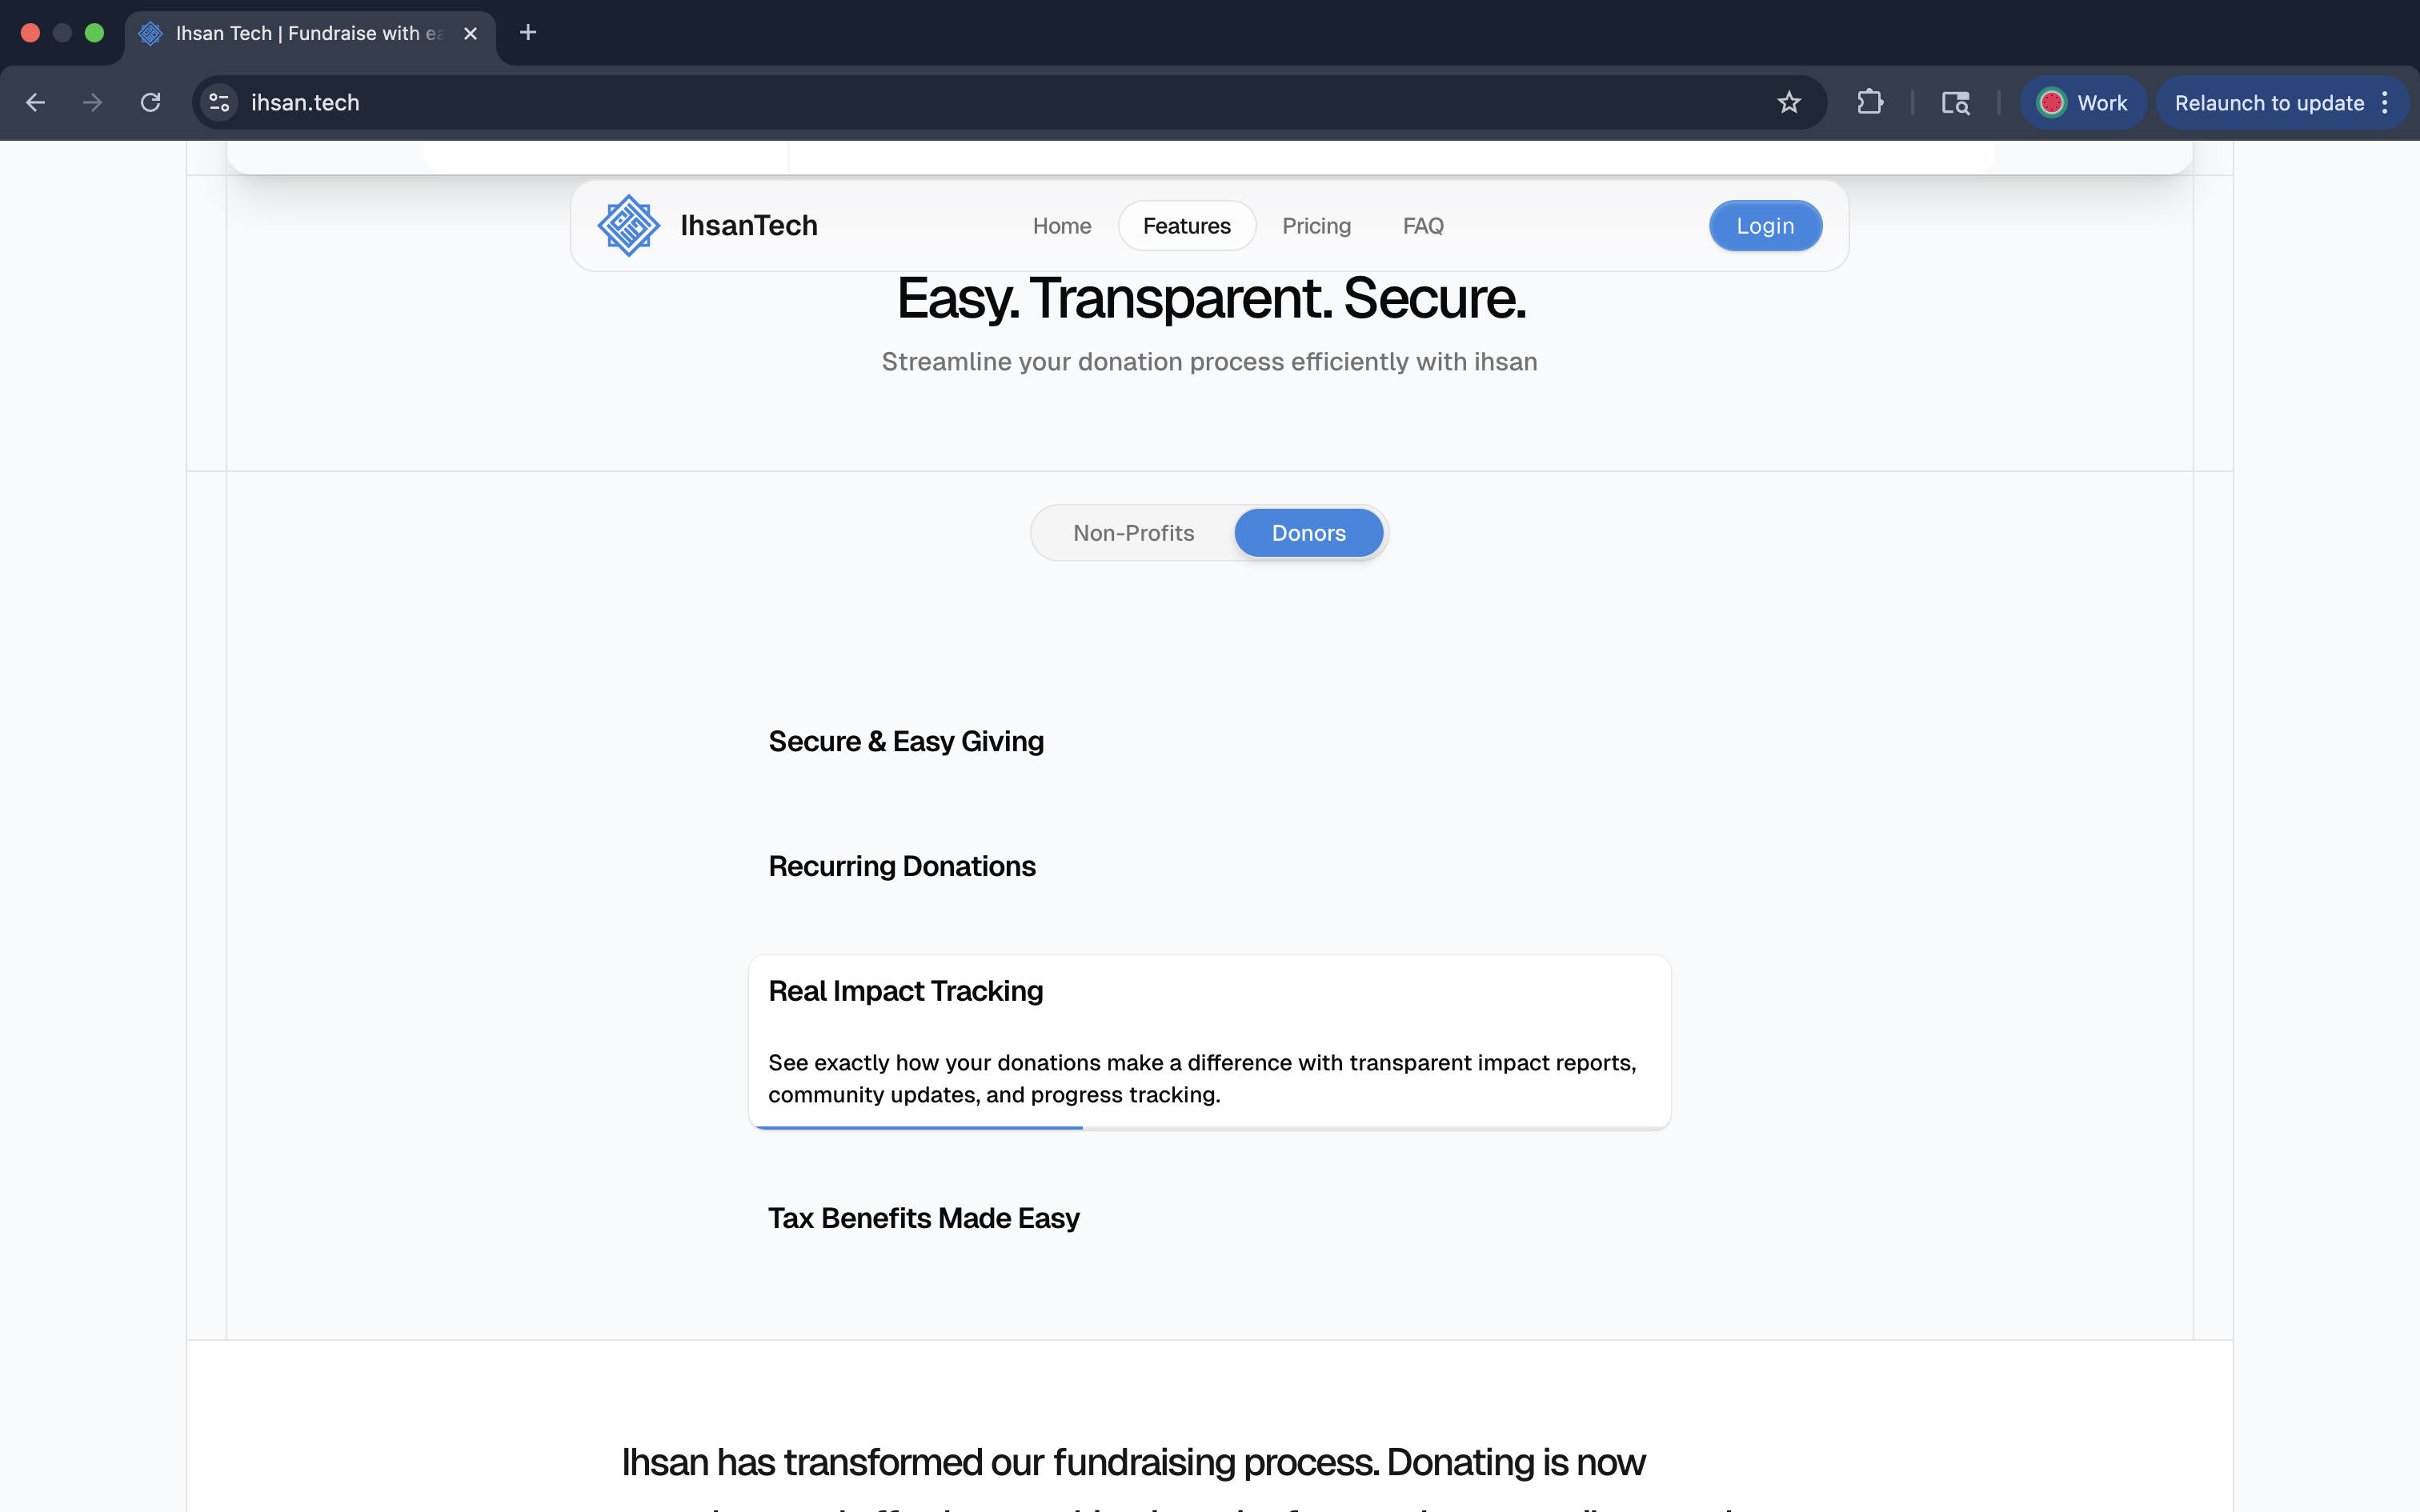 Ihsan Tech | Fundraise with ea
ihsan.tech
Work
Relaunch to update
IhsanTech
Home
Features
Pricing
FAQ
Login
Easy. Transparent. Secure.
Streamline your donation process efficiently with ihsan
Non-Profits
Donors
Secure & Easy Giving
Recurring Donations
Real Impact Tracking
See exactly how your donations make a difference with transparent impact reports,
community updates, and progress tracking.
Tax Benefits Made Easy
Ihsan has transformed our fundraising process. Donating is now